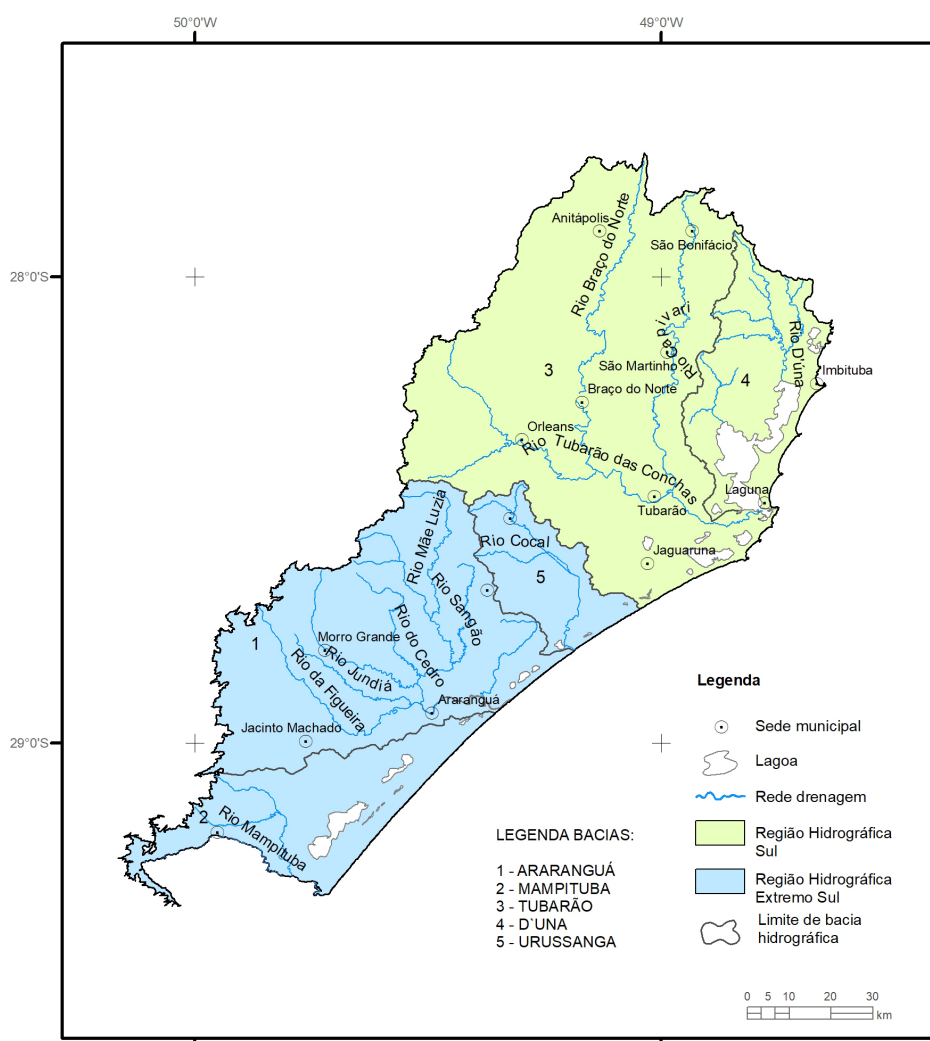 50°0'W
49°0'W
Anitápolis
São Bonifácio
Rio Braço do Norte
28°0'S
Rio Capivari
Rio D'úna
São Martinho
Imbituba
3
4
Braço do Norte
Orleans
Rio Tubarão das Conchas
Laguna
Tubarão
Rio Mãe Luzia
Rio Cocal
Jaguaruna
5
Rio Sangão
Rio do Cedro
1
Morro Grande
Rio Jundiá
Rio da Figueira
Araranguá
Jacinto Machado
29°0'S
2
Rio Mampituba
Legenda
Sede municipal
Lagoa
Rede drenagem
Região Hidrográfica
Sul
Região Hidrográfica
Extremo Sul
Limite de bacia
hidrográfica
LEGENDA BACIAS:
1 - ARARANGUÁ
2 - MAMPITUBA
3 - TUBARÃO
4 - D`UNA
5 - URUSSANGA
0 5 10 20 30
km